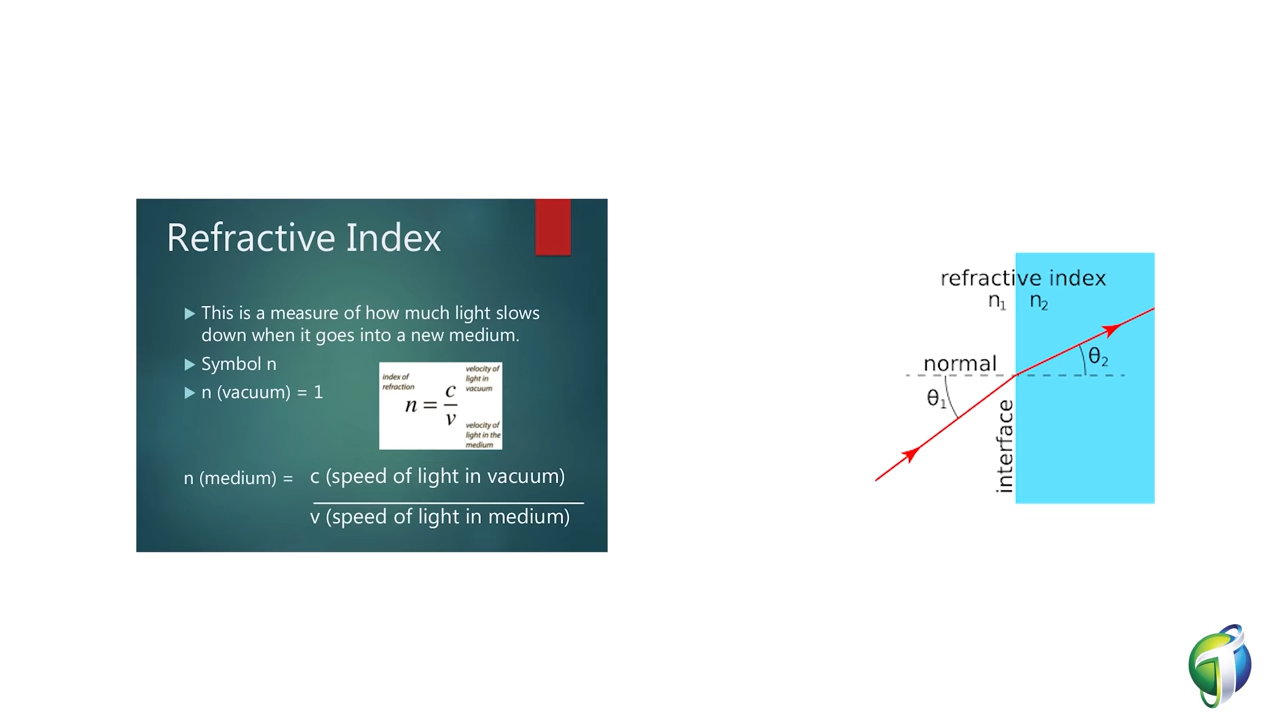 Refractive Index
▶ This is a measure of how much light slows
down when it goes into a new medium.
▶ Symbol n
▶ n (vacuum) = 1
index of
refraction
n = c/v
velocity of
light in
vacuum
velocity of
light in the
medium
n (medium) = c (speed of light in vacuum)
v (speed of light in medium)
refractive index
n₁ n₂
normal
θ₁
θ₂
interface